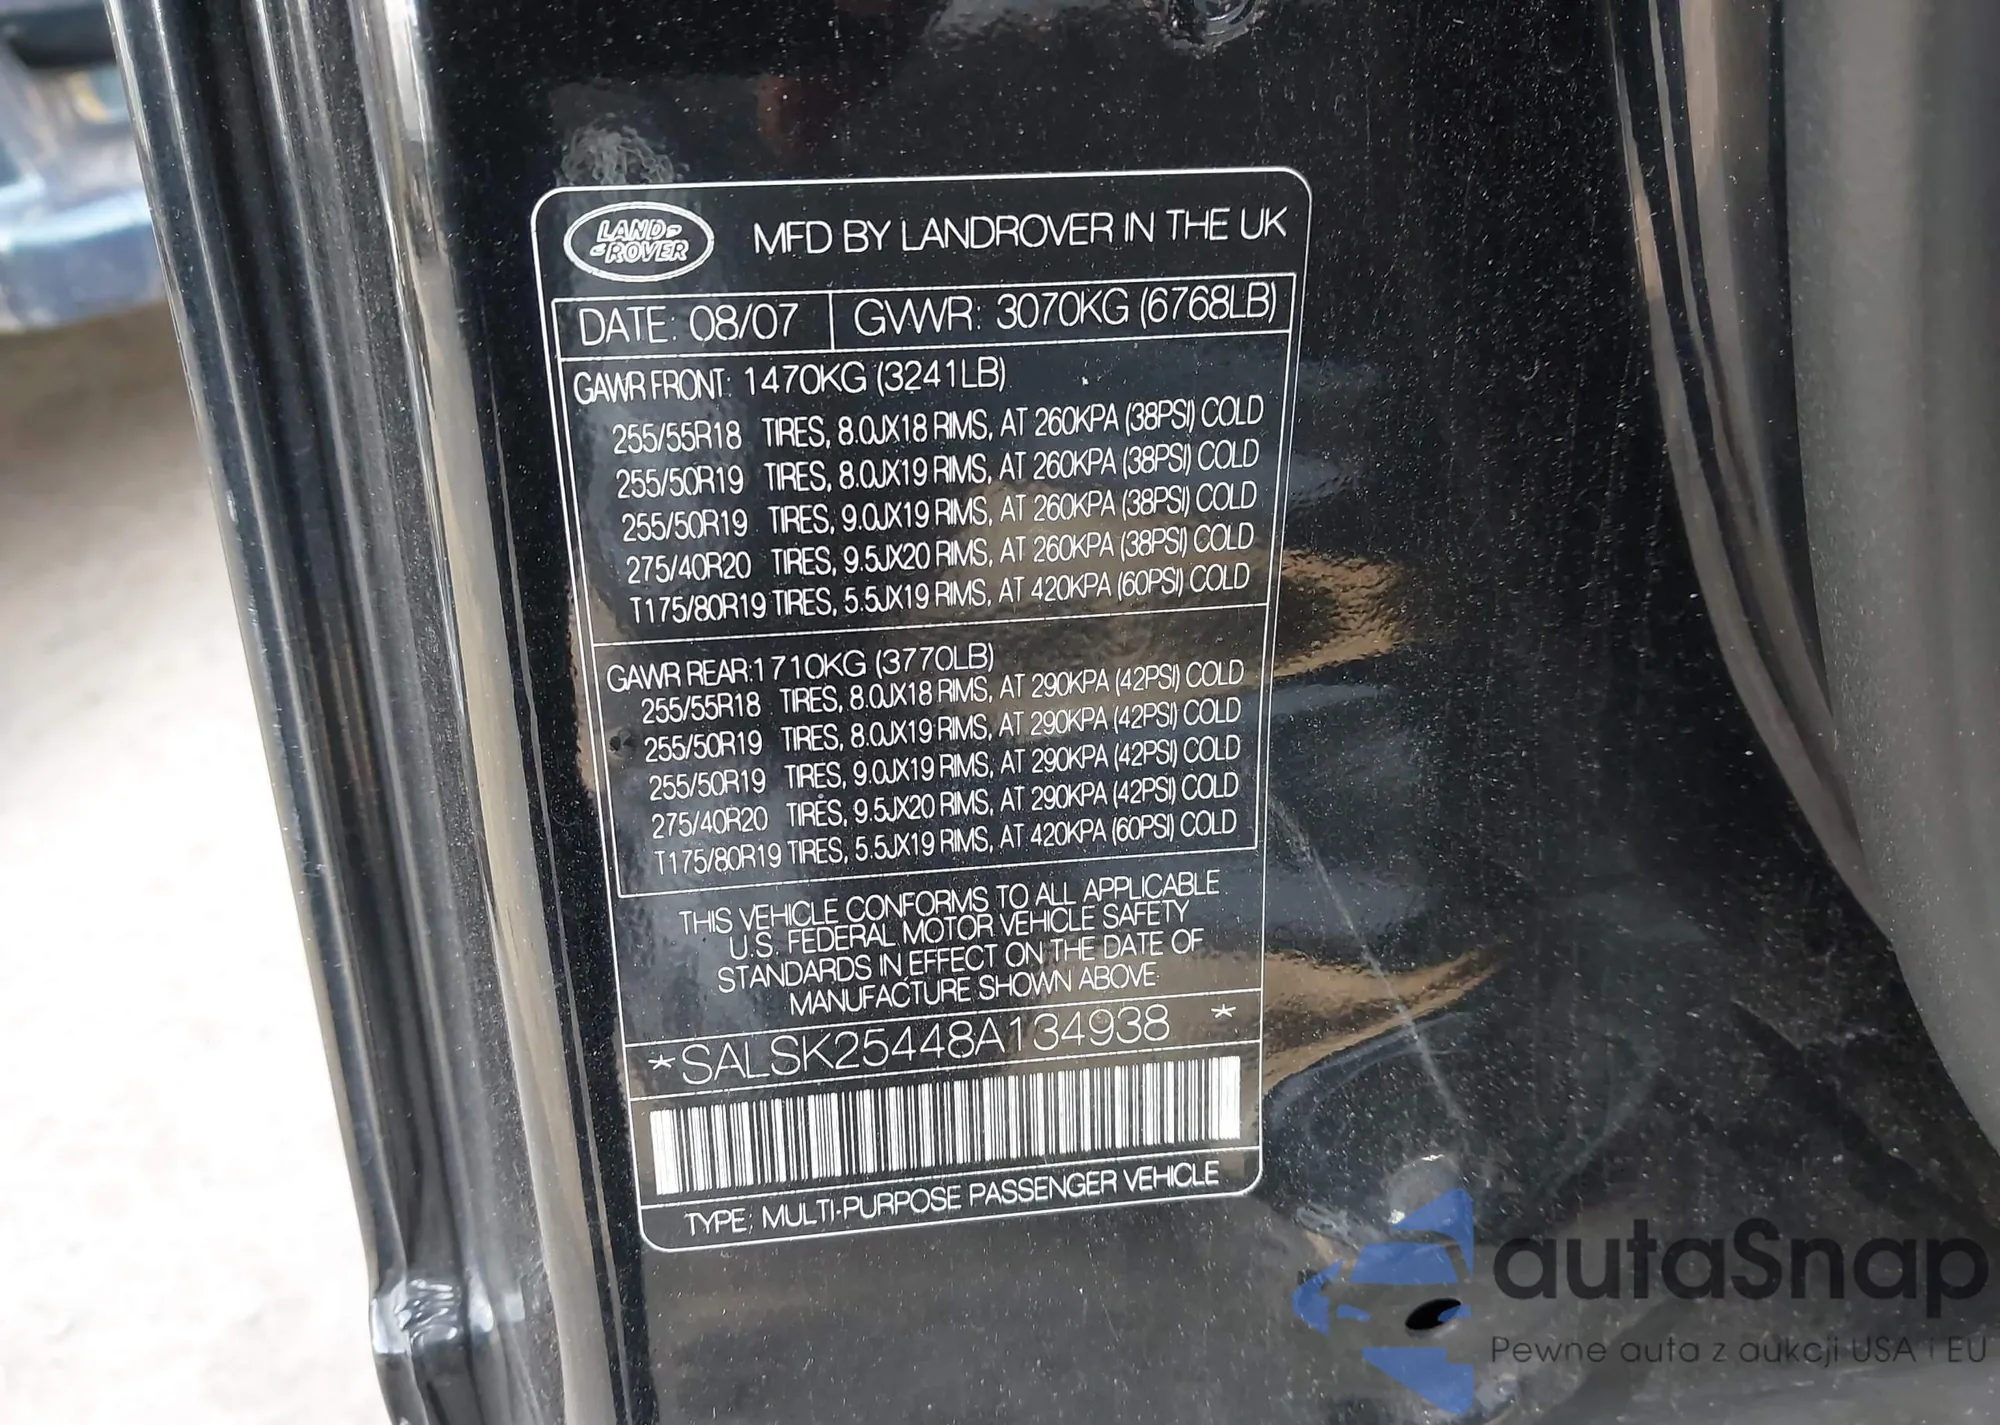 LAND ROVER MFD BY LANDROVER IN THE UK
DATE: 08/07 GVWR: 3070KG (6768LB)
GAWR FRONT: 1470KG (3241LB)
255/55R18 TIRES, 8.0JX18 RIMS, AT 260KPA (38PSI) COLD
255/50R19 TIRES, 8.0JX19 RIMS, AT 260KPA (38PSI) COLD
255/50R19 TIRES, 9.0JX19 RIMS, AT 260KPA (38PSI) COLD
275/40R20 TIRES, 9.5JX20 RIMS, AT 260KPA (38PSI) COLD
T175/80R19 TIRES, 5.5JX19 RIMS, AT 420KPA (60PSI) COLD
GAWR REAR:1710KG (3770LB)
255/55R18 TIRES, 8.0JX18 RIMS, AT 290KPA (42PSI) COLD
255/50R19 TIRES, 8.0JX19 RIMS, AT 290KPA (42PSI) COLD
255/50R19 TIRES, 9.0JX19 RIMS, AT 290KPA (42PSI) COLD
275/40R20 TIRES, 9.5JX20 RIMS, AT 290KPA (42PSI) COLD
T175/80R19 TIRES, 5.5JX19 RIMS, AT 420KPA (60PSI) COLD
THIS VEHICLE CONFORMS TO ALL APPLICABLE
U.S. FEDERAL MOTOR VEHICLE SAFETY
STANDARDS IN EFFECT ON THE DATE OF
MANUFACTURE SHOWN ABOVE.
*SALSK25448A134938 *
TYPE: MULTI-PURPOSE PASSENGER VEHICLE
autaSnap
Pewne auta z aukcji USA i EU